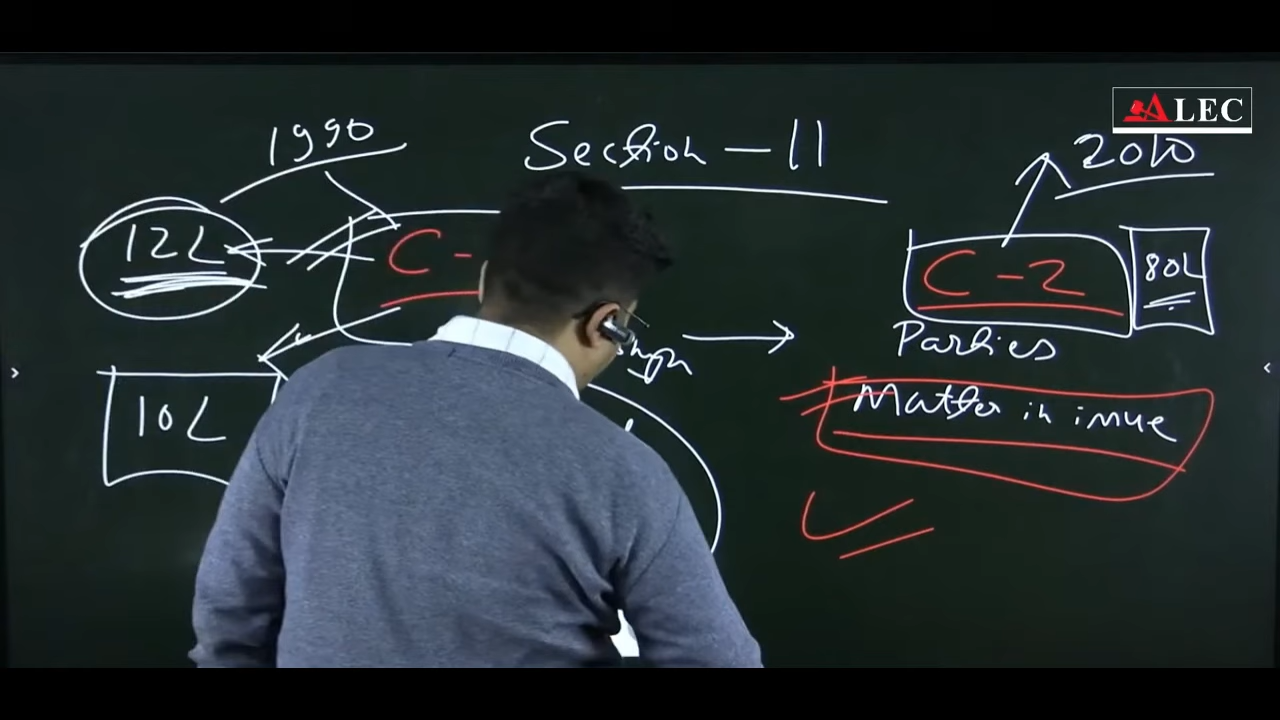 ALEC
1990
Section - 11
2010
12L
C -
C - 2
80L
Parties
10L
Matter in issue